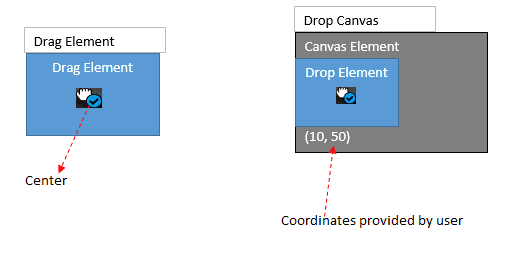 Drag Element
Drag Element
Center
Drop Canvas
Canvas Element
Drop Element
(10, 50)
Coordinates provided by user